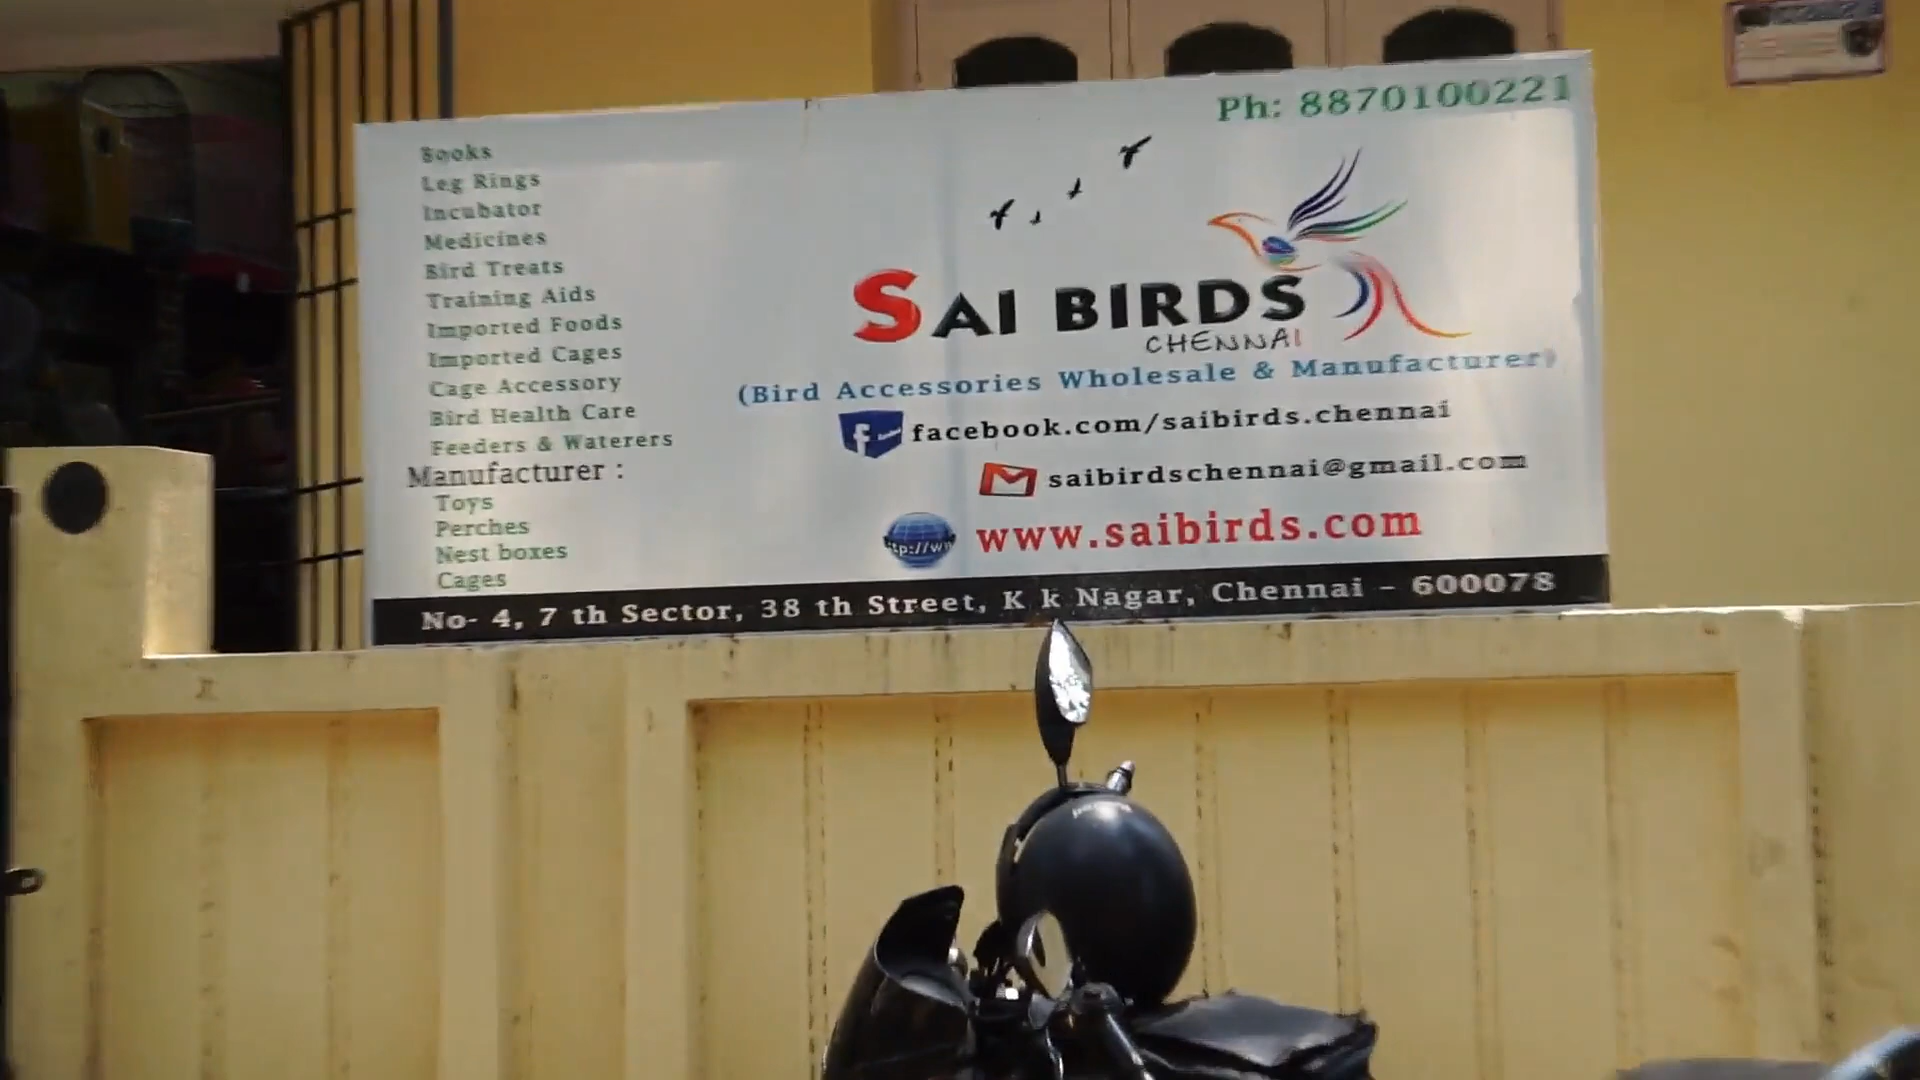 Ph: 8870100221
Books
Leg Rings
Incubator
Medicines
Bird Treats
Training Aids
Imported Foods
Imported Cages
Cage Accessory
Bird Health Care
Feeders & Waterers
Manufacturer :
Toys
Perches
Nest boxes
Cages
SAI BIRDS
CHENNAI
(Bird Accessories Wholesale & Manufacturer)
f facebook.com/saibirds.chennai
saibirdschennai@gmail.com
tp://ww www.saibirds.com
No- 4, 7 th Sector, 38 th Street, K k Nagar, Chennai - 600078